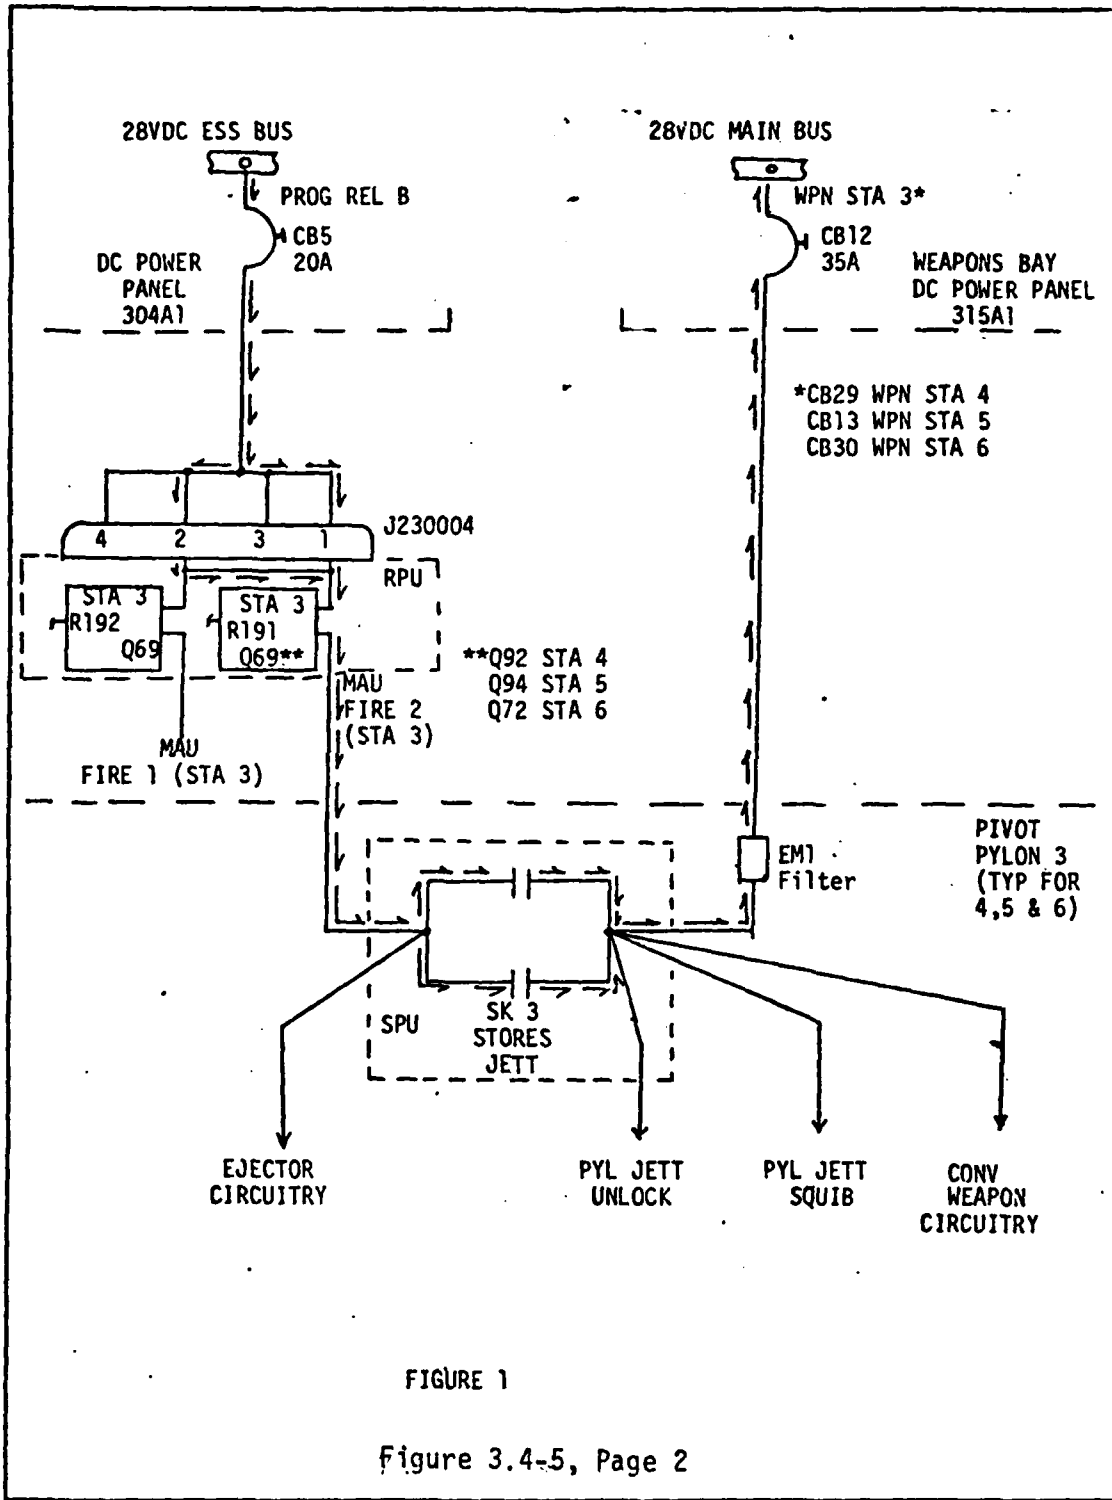 28VDC ESS BUS
28VDC MAIN BUS
PROG REL B
WPN STA 3*
CB5
20A
CB12
35A
DC POWER
PANEL
304A1
WEAPONS BAY
DC POWER PANEL
315A1
*CB29 WPN STA 4
CB13 WPN STA 5
CB30 WPN STA 6
J230004
4 2 3 1
RPU
STA 3
R192
Q69
STA 3
R191
Q69**
**Q92 STA 4
Q94 STA 5
Q72 STA 6
MAU
FIRE 2
(STA 3)
MAU
FIRE 1 (STA 3)
PIVOT
PYLON 3
(TYP FOR
4,5 & 6)
EM1
Filter
SPU
SK 3
STORES
JETT
EJECTOR
CIRCUITRY
PYL JETT
UNLOCK
PYL JETT
SQUIB
CONV
WEAPON
CIRCUITRY
FIGURE 1
Figure 3.4-5, Page 2